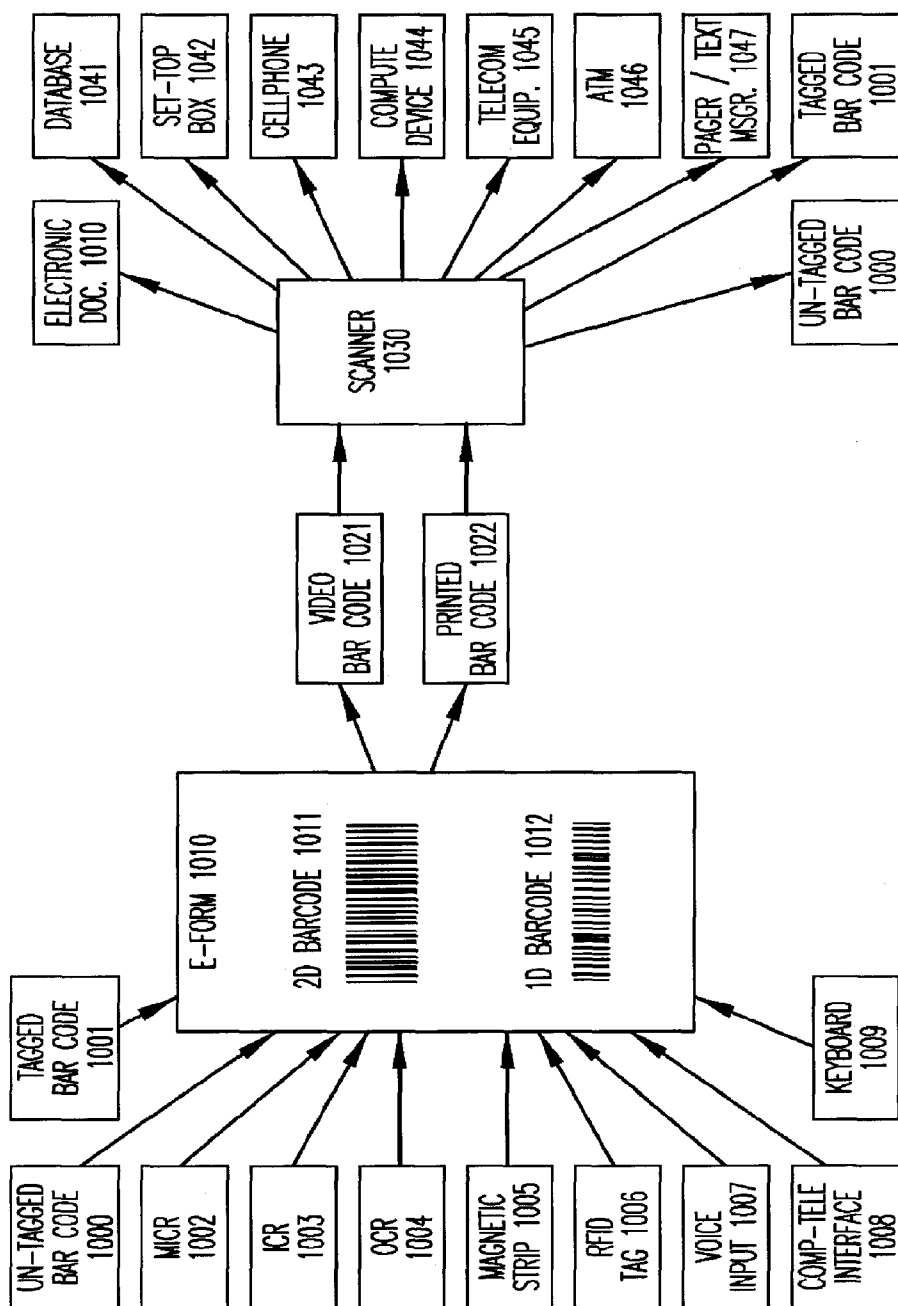 UN-TAGGED
BAR CODE
1000
TAGGED
BAR CODE
1001
MICR
1002
ICR
1003
OCR
1004
MAGNETIC
STRIP 1005
RFID
TAG 1006
VOICE
INPUT 1007
COMP-TELE
INTERFACE
1008
KEYBOARD
1009
E-FORM 1010
2D BARCODE 1011
1D BARCODE 1012
VIDEO
BAR CODE 1021
PRINTED
BAR CODE 1022
SCANNER
1030
ELECTRONIC
DOC. 1010
DATABASE
1041
SET-TOP
BOX 1042
CELLPHONE
1043
COMPUTE
DEVICE 1044
TELECOM
EQUIP. 1045
ATM
1046
PAGER / TEXT
MSGR. 1047
TAGGED
BAR CODE
1001
UN-TAGGED
BAR CODE
1000